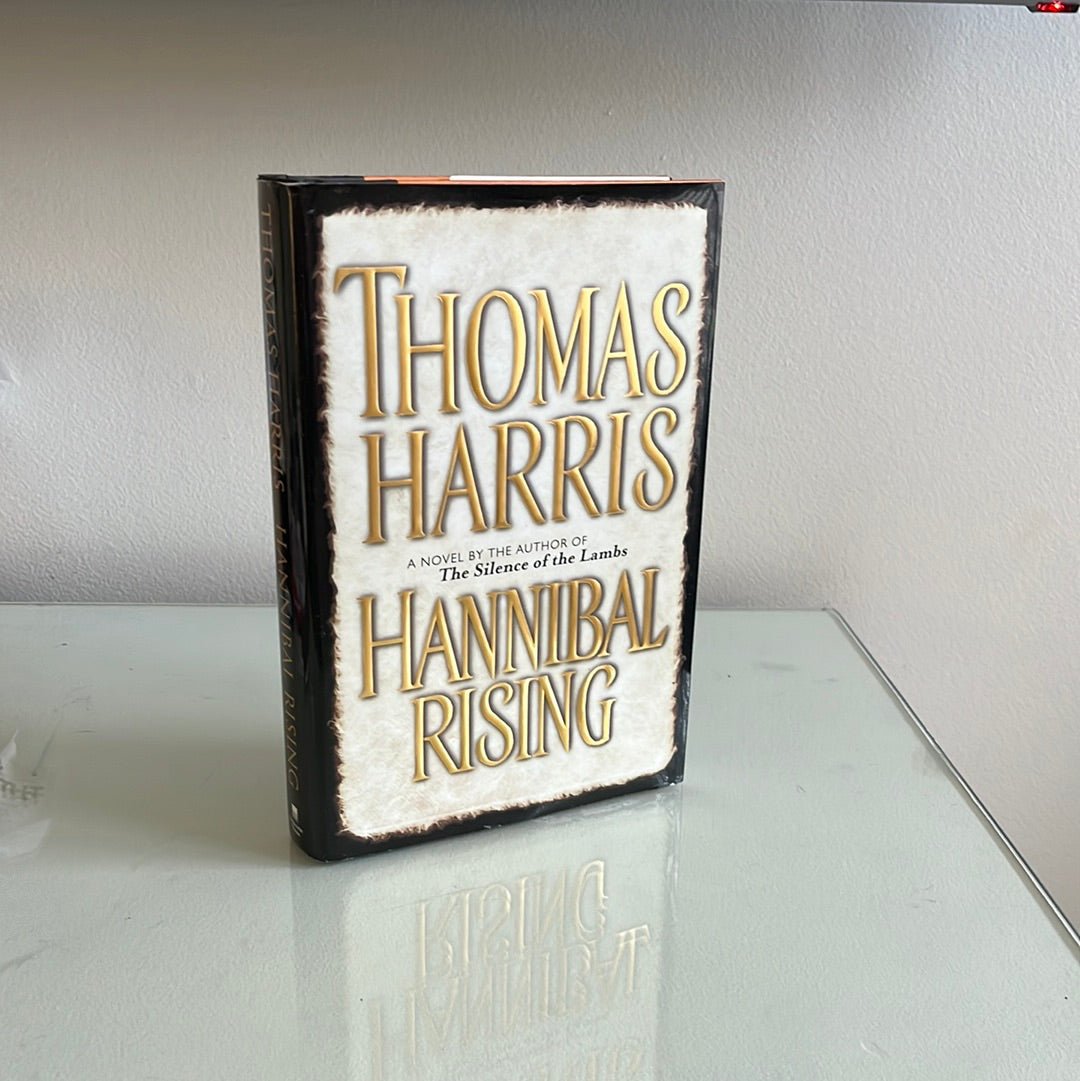 THOMAS
HARRIS
A NOVEL BY THE AUTHOR OF
The Silence of the Lambs
HANNIBAL
RISING
THOMAS HARRIS HANNIBAL RISING